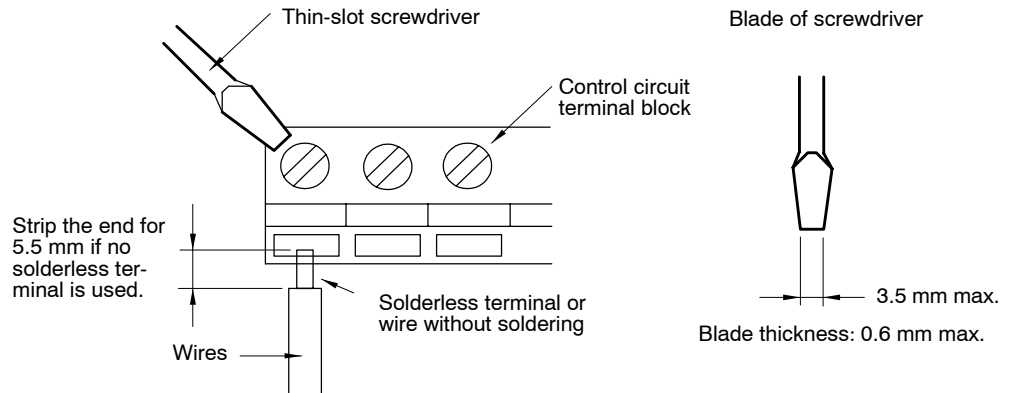 Thin-slot screwdriver
Blade of screwdriver
Control circuit
terminal block
Strip the end for
5.5 mm if no
solderless ter-
minal is used.
Solderless terminal or
wire without soldering
Wires
3.5 mm max.
Blade thickness: 0.6 mm max.